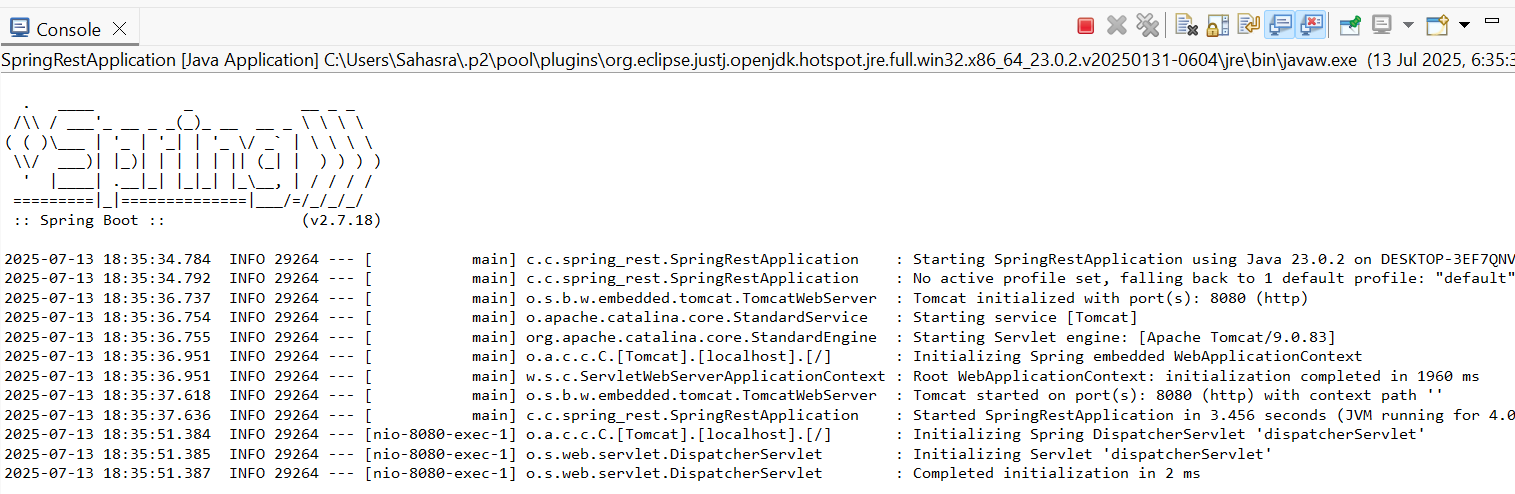 Console
SpringRestApplication [Java Application] C:\Users\Sahasra\.p2\pool\plugins\org.eclipse.justj.openjdk.hotspot.jre.full.win32.x86_64_23.0.2.v20250131-0604\jre\bin\javaw.exe (13 Jul 2025, 6:35:3
  .   ____          _            __ _ _
 /\\ / ___'_ __ _ _(_)_ __  __ _ \ \ \ \
( ( )\___ | '_ | '_| | '_ \/ _` | \ \ \ \
 \\/  ___)| |_)| | | | | || (_| |  ) ) ) )
  '  |____| .__|_| |_|_| |_\__, | / / / /
 =========|_|==============|___/=/_/_/_/
 :: Spring Boot ::                (v2.7.18)
2025-07-13 18:35:34.784  INFO 29264 --- [           main] c.c.spring_rest.SpringRestApplication    : Starting SpringRestApplication using Java 23.0.2 on DESKTOP-3EF7QNV
2025-07-13 18:35:34.792  INFO 29264 --- [           main] c.c.spring_rest.SpringRestApplication    : No active profile set, falling back to 1 default profile: "default"
2025-07-13 18:35:36.737  INFO 29264 --- [           main] o.s.b.w.embedded.tomcat.TomcatWebServer  : Tomcat initialized with port(s): 8080 (http)
2025-07-13 18:35:36.754  INFO 29264 --- [           main] o.apache.catalina.core.StandardService   : Starting service [Tomcat]
2025-07-13 18:35:36.755  INFO 29264 --- [           main] org.apache.catalina.core.StandardEngine  : Starting Servlet engine: [Apache Tomcat/9.0.83]
2025-07-13 18:35:36.951  INFO 29264 --- [           main] o.a.c.c.C.[Tomcat].[localhost].[/]       : Initializing Spring embedded WebApplicationContext
2025-07-13 18:35:36.951  INFO 29264 --- [           main] w.s.c.ServletWebServerApplicationContext : Root WebApplicationContext: initialization completed in 1960 ms
2025-07-13 18:35:37.618  INFO 29264 --- [           main] o.s.b.w.embedded.tomcat.TomcatWebServer  : Tomcat started on port(s): 8080 (http) with context path ''
2025-07-13 18:35:37.636  INFO 29264 --- [           main] c.c.spring_rest.SpringRestApplication    : Started SpringRestApplication in 3.456 seconds (JVM running for 4.0
2025-07-13 18:35:51.384  INFO 29264 --- [nio-8080-exec-1] o.a.c.c.C.[Tomcat].[localhost].[/]       : Initializing Spring DispatcherServlet 'dispatcherServlet'
2025-07-13 18:35:51.385  INFO 29264 --- [nio-8080-exec-1] o.s.web.servlet.DispatcherServlet        : Initializing Servlet 'dispatcherServlet'
2025-07-13 18:35:51.387  INFO 29264 --- [nio-8080-exec-1] o.s.web.servlet.DispatcherServlet        : Completed initialization in 2 ms